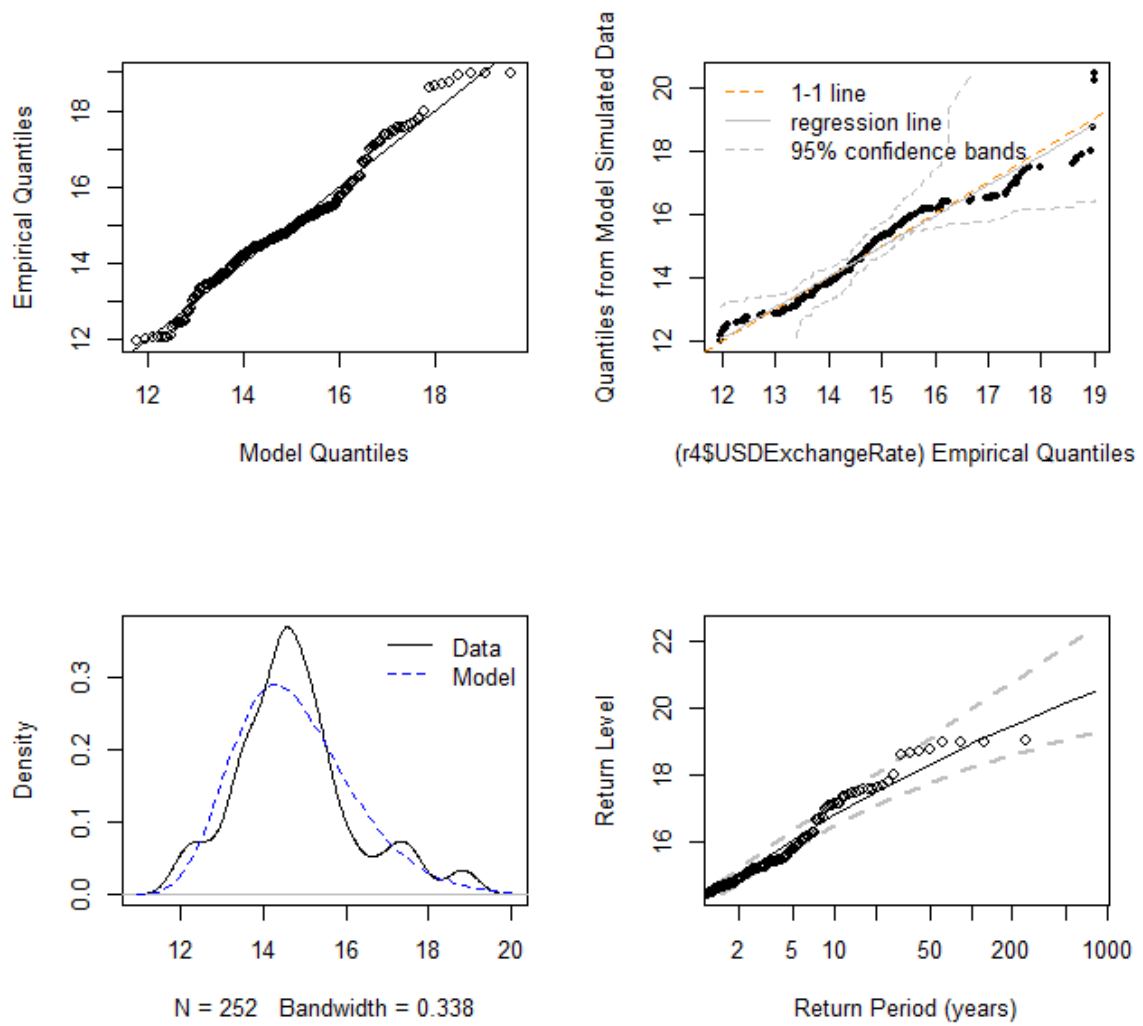 Empirical Quantiles
18
16
14
12
12 14 16 18
Model Quantiles
Quantiles from Model Simulated Data
20
18
16
14
12
1-1 line
regression line
95% confidence bands
12 13 14 15 16 17 18 19
(r4$USDExchangeRate) Empirical Quantiles
Density
0.3
0.2
0.1
0.0
Data
Model
12 14 16 18 20
N = 252 Bandwidth = 0.338
Return Level
22
20
18
16
2 5 10 50 200 1000
Return Period (years)